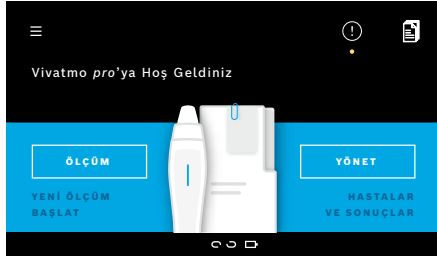 Vivatmo pro'ya Hoş Geldiniz
ÖLÇÜM
YÖNET
YENİ ÖLÇÜM
BAŞLAT
HASTALAR
VE SONUÇLAR